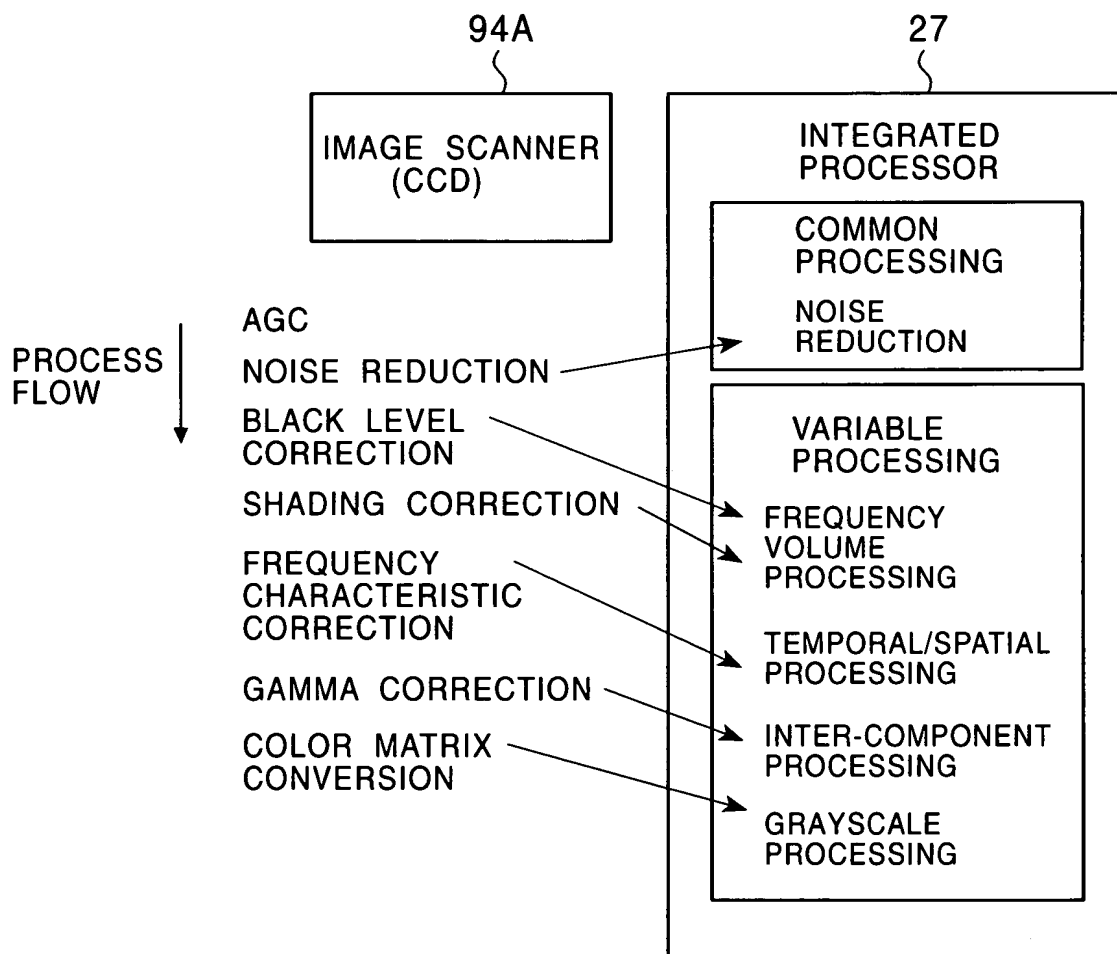 94A
27
IMAGE SCANNER
(CCD)
INTEGRATED
PROCESSOR
COMMON
PROCESSING
NOISE
REDUCTION
PROCESS
FLOW
AGC
NOISE REDUCTION
BLACK LEVEL
CORRECTION
SHADING CORRECTION
FREQUENCY
CHARACTERISTIC
CORRECTION
GAMMA CORRECTION
COLOR MATRIX
CONVERSION
VARIABLE
PROCESSING
FREQUENCY
VOLUME
PROCESSING
TEMPORAL/SPATIAL
PROCESSING
INTER-COMPONENT
PROCESSING
GRAYSCALE
PROCESSING